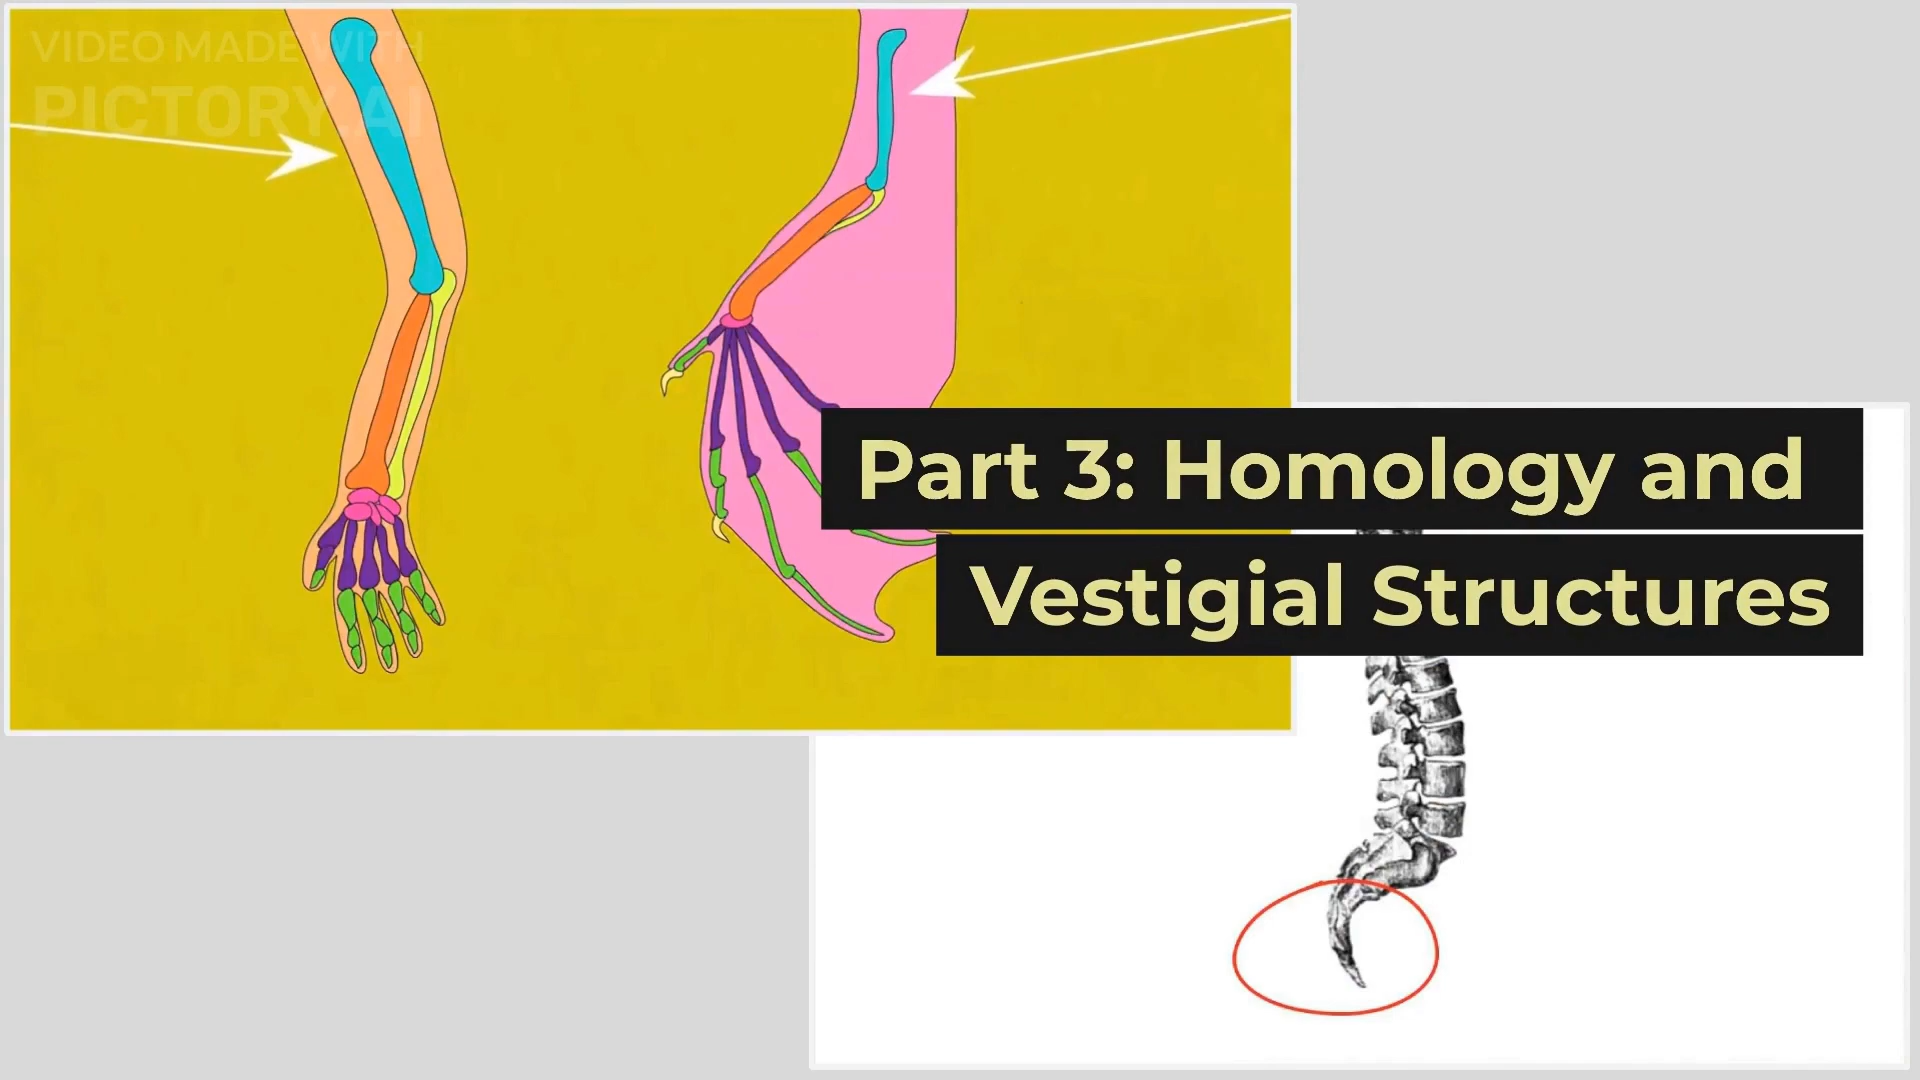 VIDEO MADE WITH
PICTORY.AI
Part 3: Homology and
Vestigial Structures